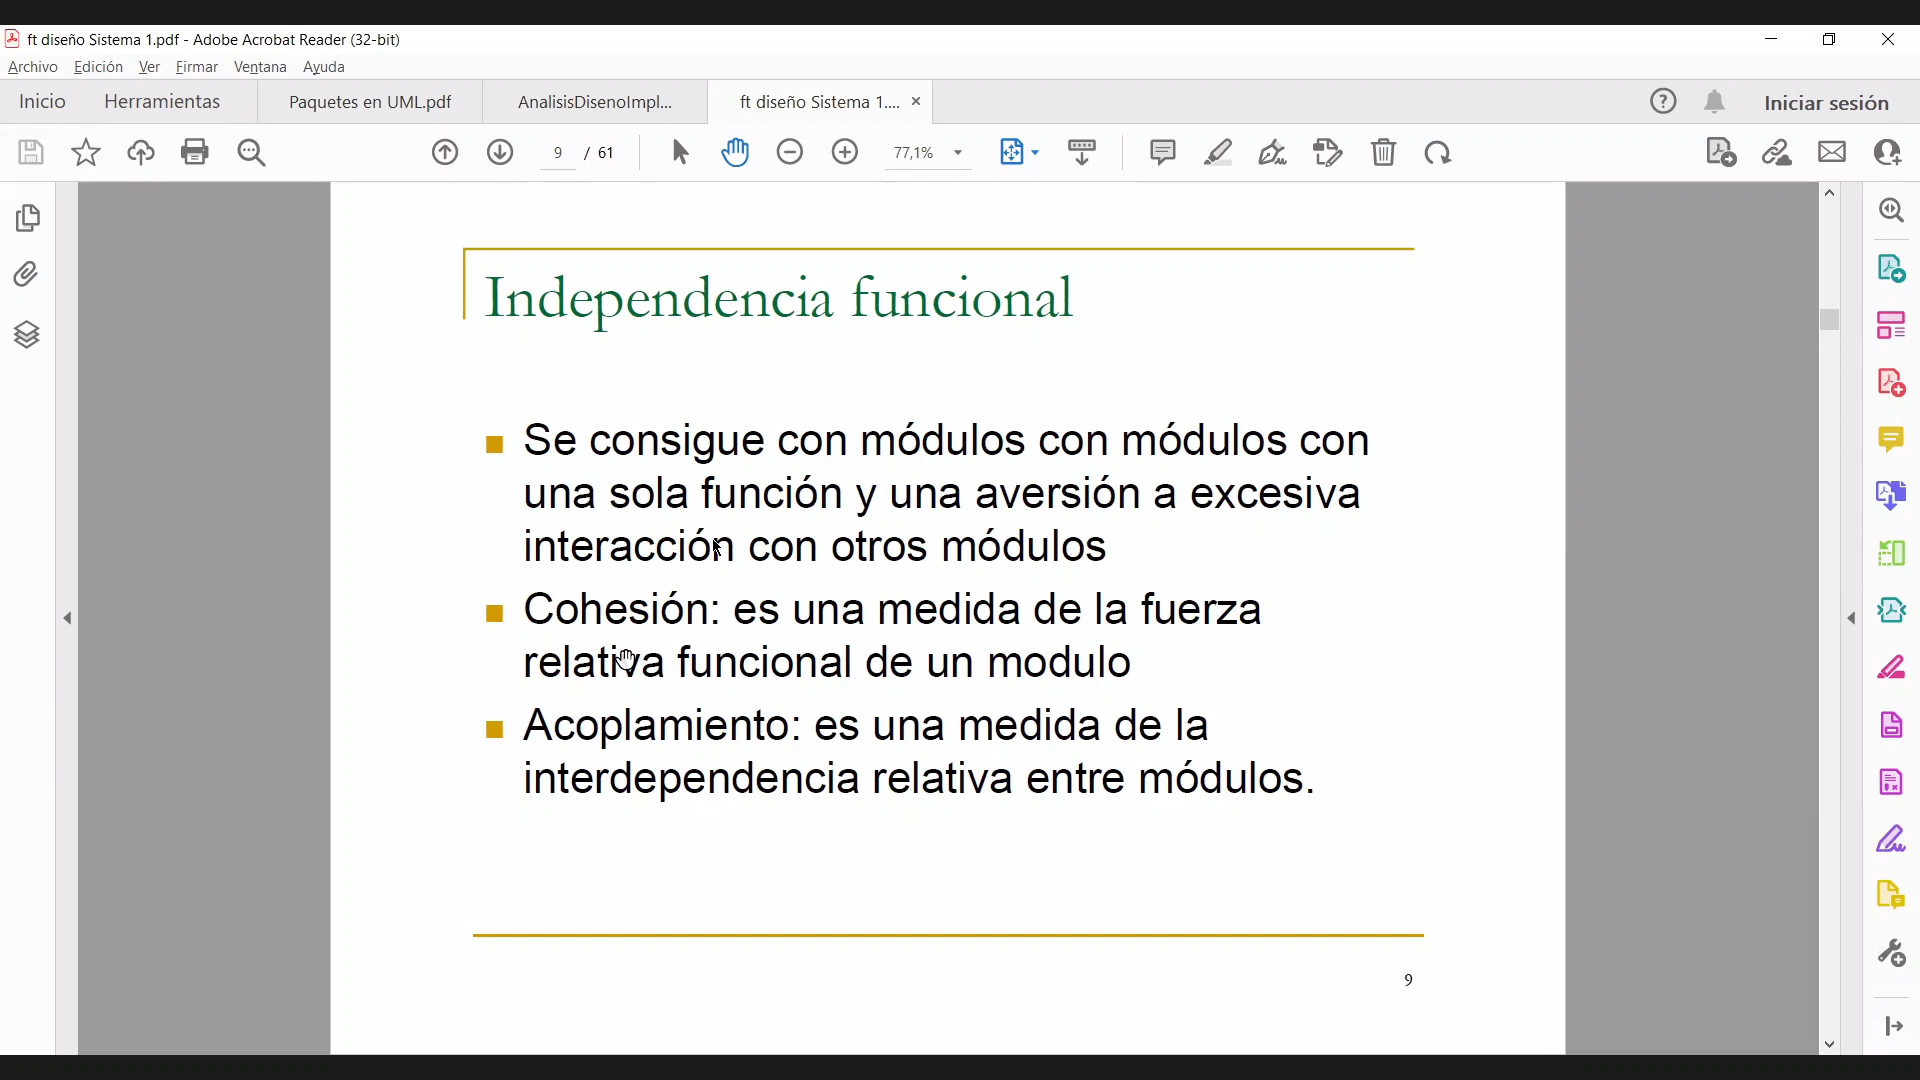 ft diseño Sistema 1.pdf - Adobe Acrobat Reader (32-bit)
Archivo Edición Ver Firmar Ventana Ayuda
Inicio Herramientas Paquetes en UML.pdf AnalisisDisenoImpl... ft diseño Sistema 1.... × Iniciar sesión
9 / 61 77,1%
Independencia funcional
Se consigue con módulos con módulos con
una sola función y una aversión a excesiva
interacción con otros módulos
Cohesión: es una medida de la fuerza
relativa funcional de un modulo
Acoplamiento: es una medida de la
interdependencia relativa entre módulos.
9